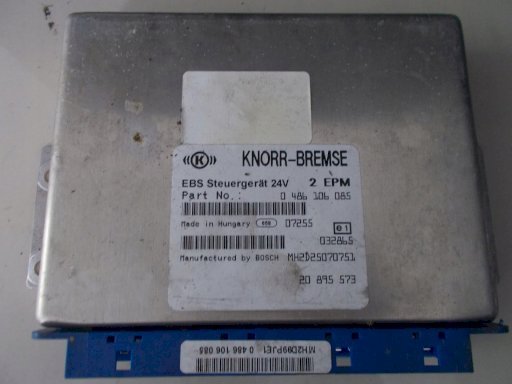 K KNORR-BREMSE
EBS Steuergerät 24V 2 EPM
Part No.: 0 486 106 085
Made in Hungary 07255 e1
032865
Manufactured by BOSCH MH2D25070751
20 895 573
0 486 106 085